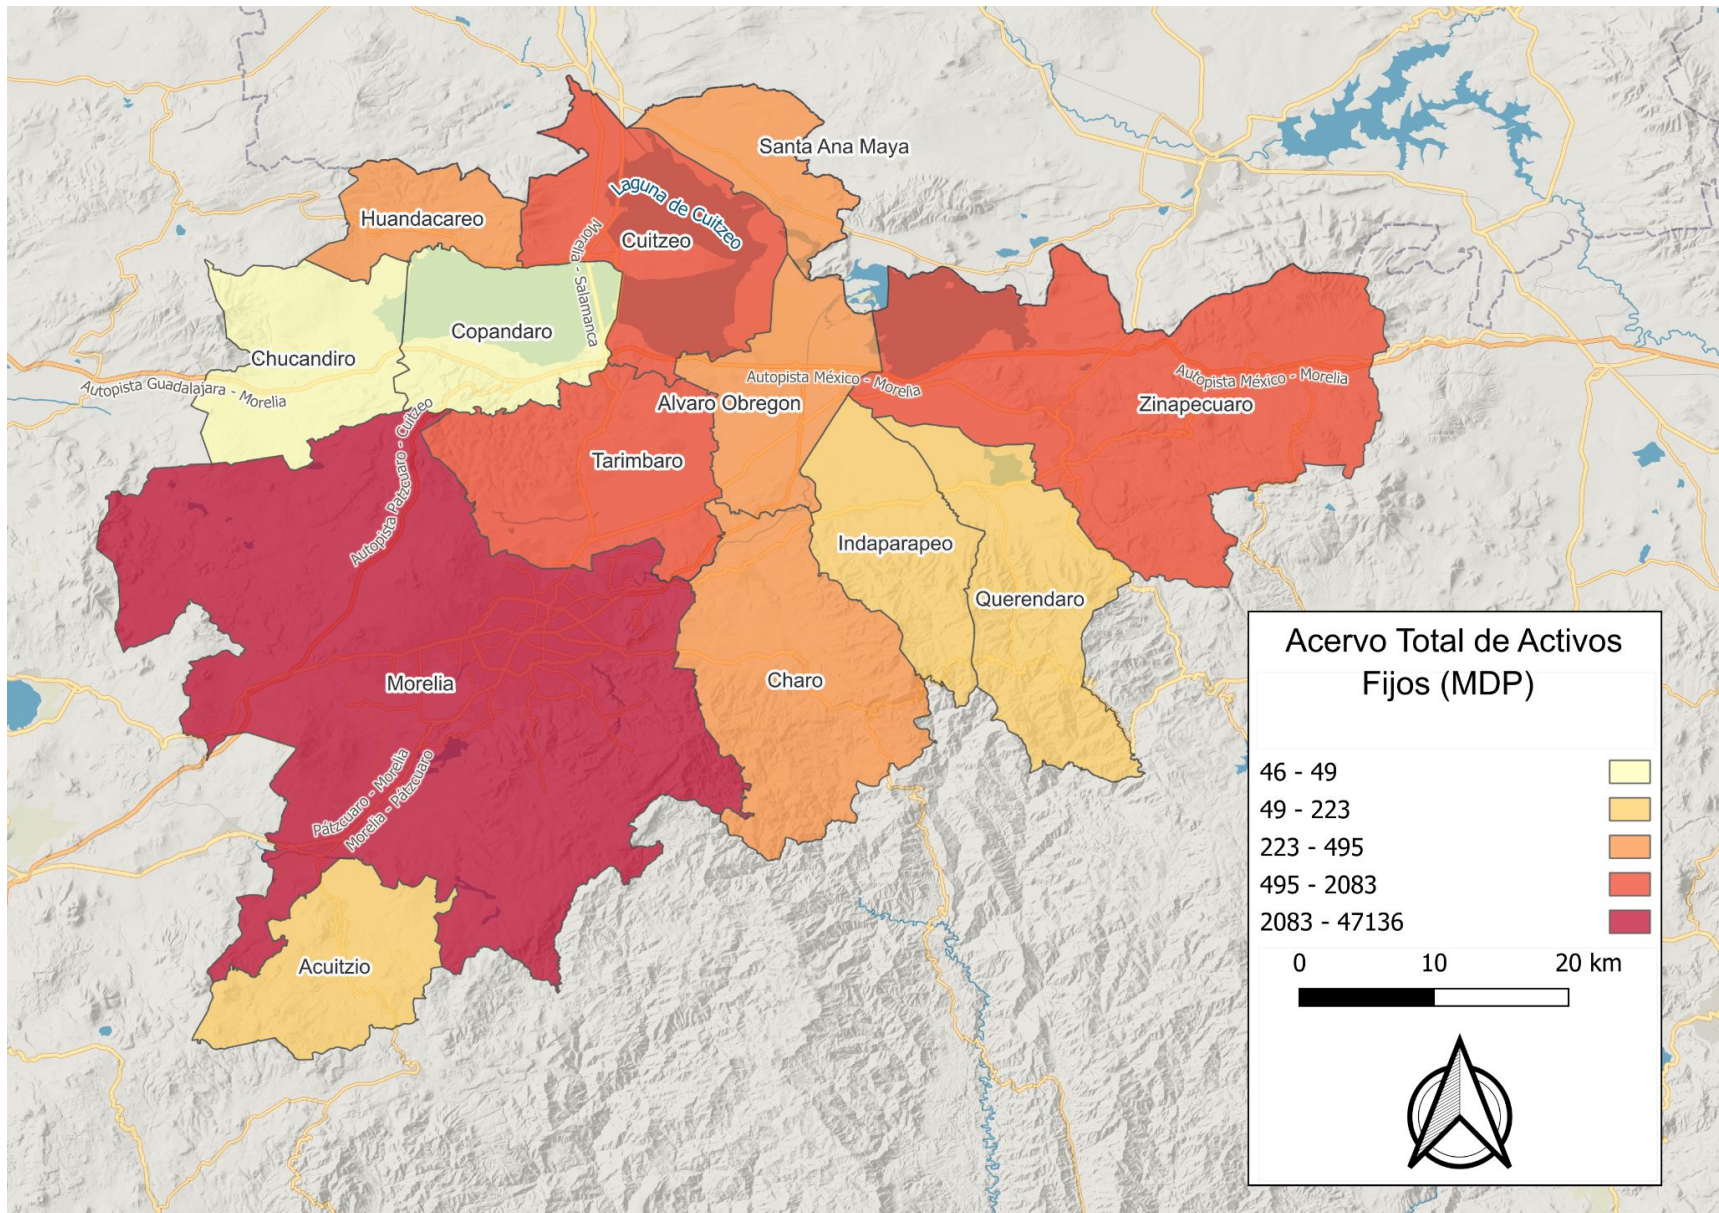 Santa Ana Maya
Laguna de Cuitzeo
Huandacareo
Cuitzeo
Morelia - Salamanca
Copandaro
Chucandiro
Autopista Guadalajara - Morelia
Autopista México - Morelia
Autopista México - Morelia
Alvaro Obregon
Zinapecuaro
Autopista Patzcuaro - Cuitzeo
Tarimbaro
Indaparapeo
Querendaro
Charo
Morelia
Pátzcuaro - Morelia
Morelia - Pátzcuaro
Acuitzio
Acervo Total de Activos
Fijos (MDP)
46 - 49
49 - 223
223 - 495
495 - 2083
2083 - 47136
0 10 20 km